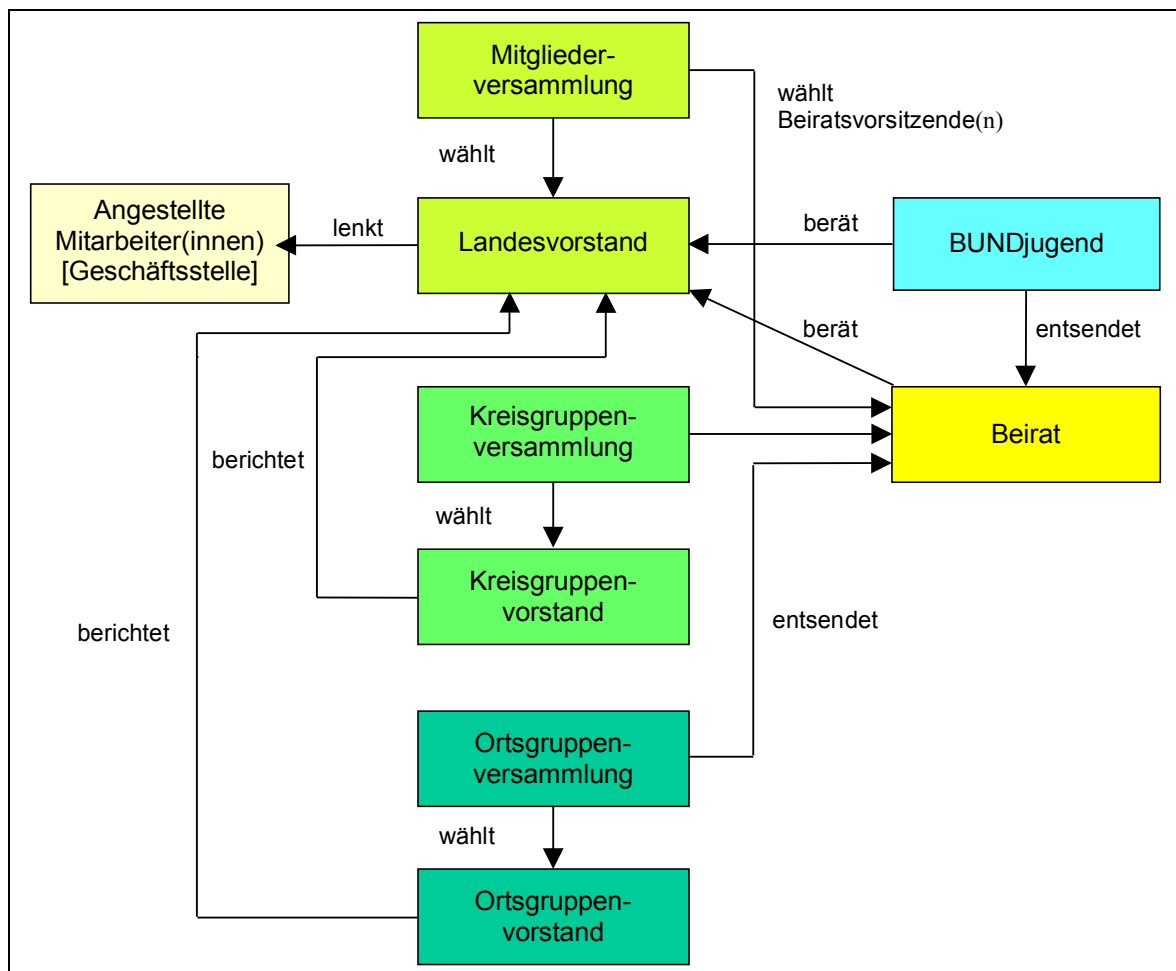 Mitglieder-
versammlung
wählt
Beiratsvorsitzende(n)
wählt
Angestellte
Mitarbeiter(innen)
[Geschäftsstelle]
lenkt
Landesvorstand
berät
BUNDjugend
berät
entsendet
Kreisgruppen-
versammlung
Beirat
berichtet
wählt
Kreisgruppen-
vorstand
berichtet
entsendet
Ortsgruppen-
versammlung
wählt
Ortsgruppen-
vorstand